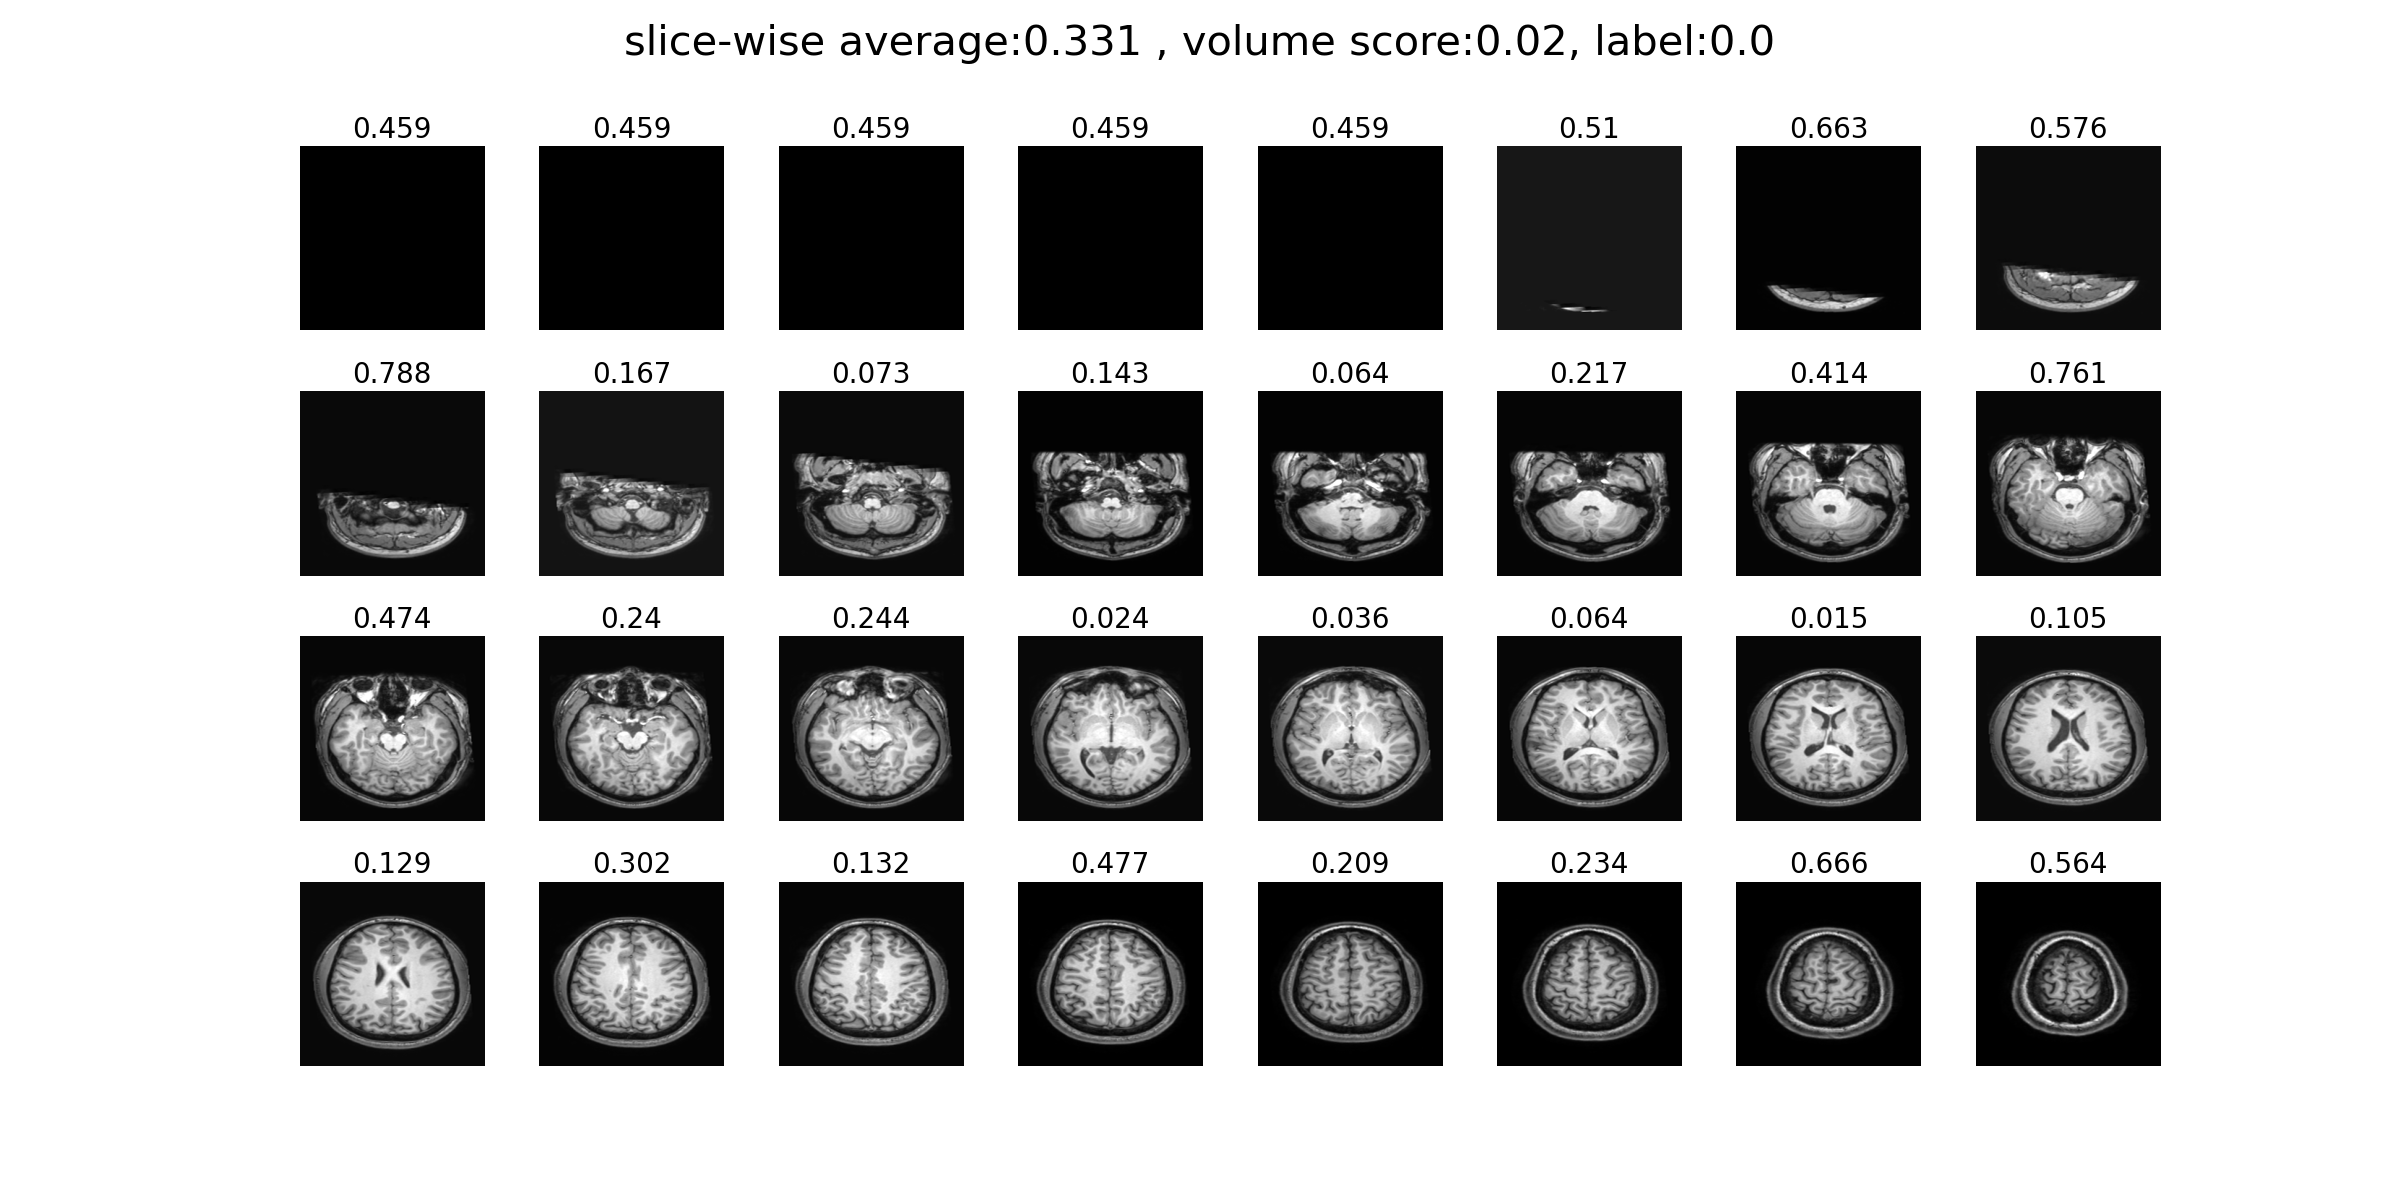 slice-wise average:0.331 , volume score:0.02, label:0.0
0.459 0.459 0.459 0.459 0.459 0.51 0.663 0.576
0.788 0.167 0.073 0.143 0.064 0.217 0.414 0.761
0.474 0.24 0.244 0.024 0.036 0.064 0.015 0.105
0.129 0.302 0.132 0.477 0.209 0.234 0.666 0.564